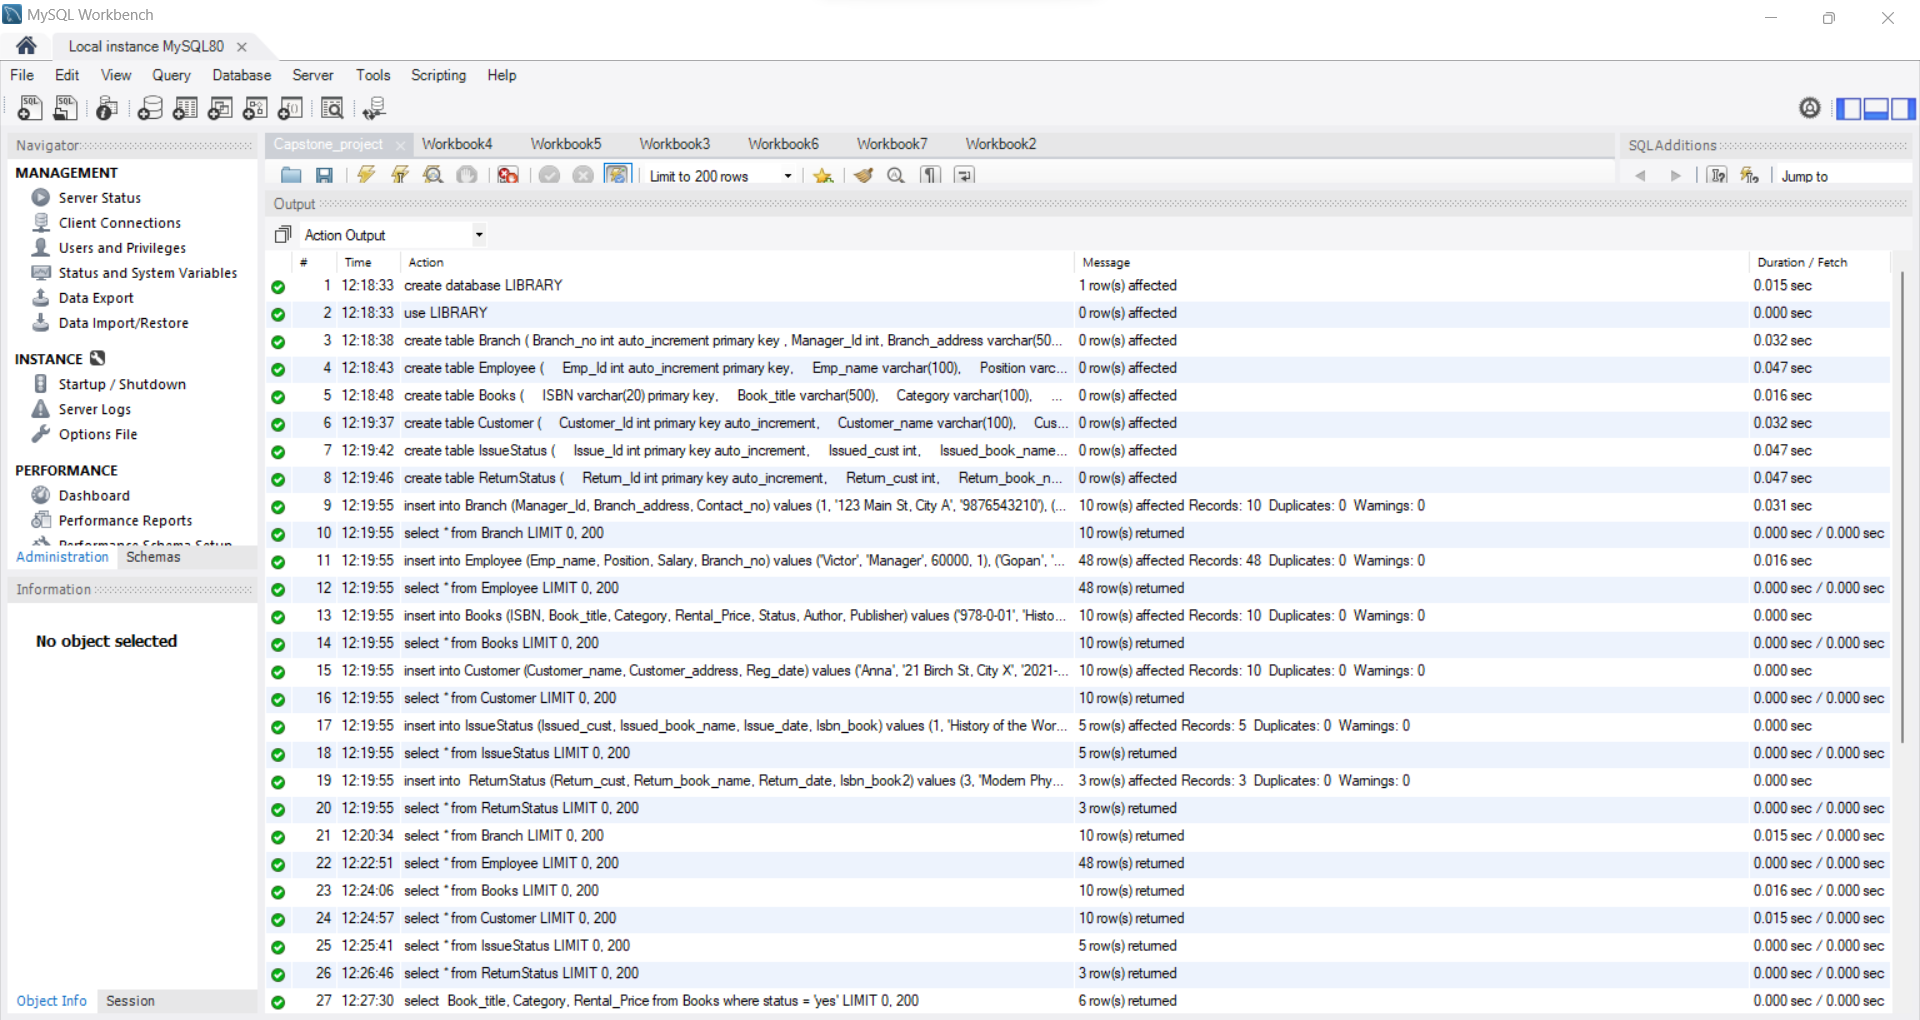 MySQL Workbench
Local instance MySQL80
File Edit View Query Database Server Tools Scripting Help
Navigator
MANAGEMENT
Server Status
Client Connections
Users and Privileges
Status and System Variables
Data Export
Data Import/Restore
INSTANCE
Startup / Shutdown
Server Logs
Options File
PERFORMANCE
Dashboard
Performance Reports
Performance Schema Setup
Administration Schemas
Information
No object selected
Object Info Session
Capstone_project Workbook4 Workbook5 Workbook3 Workbook6 Workbook7 Workbook2
Limit to 200 rows
SQLAdditions
Jump to
Output
Action Output
# Time Action Message Duration / Fetch
1 12:18:33 create database LIBRARY 1 row(s) affected 0.015 sec
2 12:18:33 use LIBRARY 0 row(s) affected 0.000 sec
3 12:18:38 create table Branch ( Branch_no int auto_increment primary key , Manager_Id int, Branch_address varchar(50... 0 row(s) affected 0.032 sec
4 12:18:43 create table Employee ( Emp_Id int auto_increment primary key, Emp_name varchar(100), Position varc... 0 row(s) affected 0.047 sec
5 12:18:48 create table Books ( ISBN varchar(20) primary key, Book_title varchar(500), Category varchar(100), ... 0 row(s) affected 0.016 sec
6 12:19:37 create table Customer ( Customer_Id int primary key auto_increment, Customer_name varchar(100), Cus... 0 row(s) affected 0.032 sec
7 12:19:42 create table IssueStatus ( Issue_Id int primary key auto_increment, Issued_cust int, Issued_book_name... 0 row(s) affected 0.047 sec
8 12:19:46 create table ReturnStatus ( Return_Id int primary key auto_increment, Return_cust int, Return_book_n... 0 row(s) affected 0.047 sec
9 12:19:55 insert into Branch (Manager_Id, Branch_address, Contact_no) values (1, '123 Main St, City A', '9876543210'), (... 10 row(s) affected Records: 10 Duplicates: 0 Warnings: 0 0.031 sec
10 12:19:55 select * from Branch LIMIT 0, 200 10 row(s) returned 0.000 sec / 0.000 sec
11 12:19:55 insert into Employee (Emp_name, Position, Salary, Branch_no) values ('Victor', 'Manager', 60000, 1), ('Gopan', '... 48 row(s) affected Records: 48 Duplicates: 0 Warnings: 0 0.016 sec
12 12:19:55 select * from Employee LIMIT 0, 200 48 row(s) returned 0.000 sec / 0.000 sec
13 12:19:55 insert into Books (ISBN, Book_title, Category, Rental_Price, Status, Author, Publisher) values ('978-0-01', 'Histo... 10 row(s) affected Records: 10 Duplicates: 0 Warnings: 0 0.000 sec
14 12:19:55 select * from Books LIMIT 0, 200 10 row(s) returned 0.000 sec / 0.000 sec
15 12:19:55 insert into Customer (Customer_name, Customer_address, Reg_date) values ('Anna', '21 Birch St, City X', '2021-... 10 row(s) affected Records: 10 Duplicates: 0 Warnings: 0 0.000 sec
16 12:19:55 select * from Customer LIMIT 0, 200 10 row(s) returned 0.000 sec / 0.000 sec
17 12:19:55 insert into IssueStatus (Issued_cust, Issued_book_name, Issue_date, Isbn_book) values (1, 'History of the Wor... 5 row(s) affected Records: 5 Duplicates: 0 Warnings: 0 0.000 sec
18 12:19:55 select * from IssueStatus LIMIT 0, 200 5 row(s) returned 0.000 sec / 0.000 sec
19 12:19:55 insert into ReturnStatus (Return_cust, Return_book_name, Return_date, Isbn_book2) values (3, 'Modern Phy... 3 row(s) affected Records: 3 Duplicates: 0 Warnings: 0 0.000 sec
20 12:19:55 select * from ReturnStatus LIMIT 0, 200 3 row(s) returned 0.000 sec / 0.000 sec
21 12:20:34 select * from Branch LIMIT 0, 200 10 row(s) returned 0.015 sec / 0.000 sec
22 12:22:51 select * from Employee LIMIT 0, 200 48 row(s) returned 0.000 sec / 0.000 sec
23 12:24:06 select * from Books LIMIT 0, 200 10 row(s) returned 0.016 sec / 0.000 sec
24 12:24:57 select * from Customer LIMIT 0, 200 10 row(s) returned 0.015 sec / 0.000 sec
25 12:25:41 select * from IssueStatus LIMIT 0, 200 5 row(s) returned 0.000 sec / 0.000 sec
26 12:26:46 select * from ReturnStatus LIMIT 0, 200 3 row(s) returned 0.000 sec / 0.000 sec
27 12:27:30 select Book_title, Category, Rental_Price from Books where status = 'yes' LIMIT 0, 200 6 row(s) returned 0.000 sec / 0.000 sec